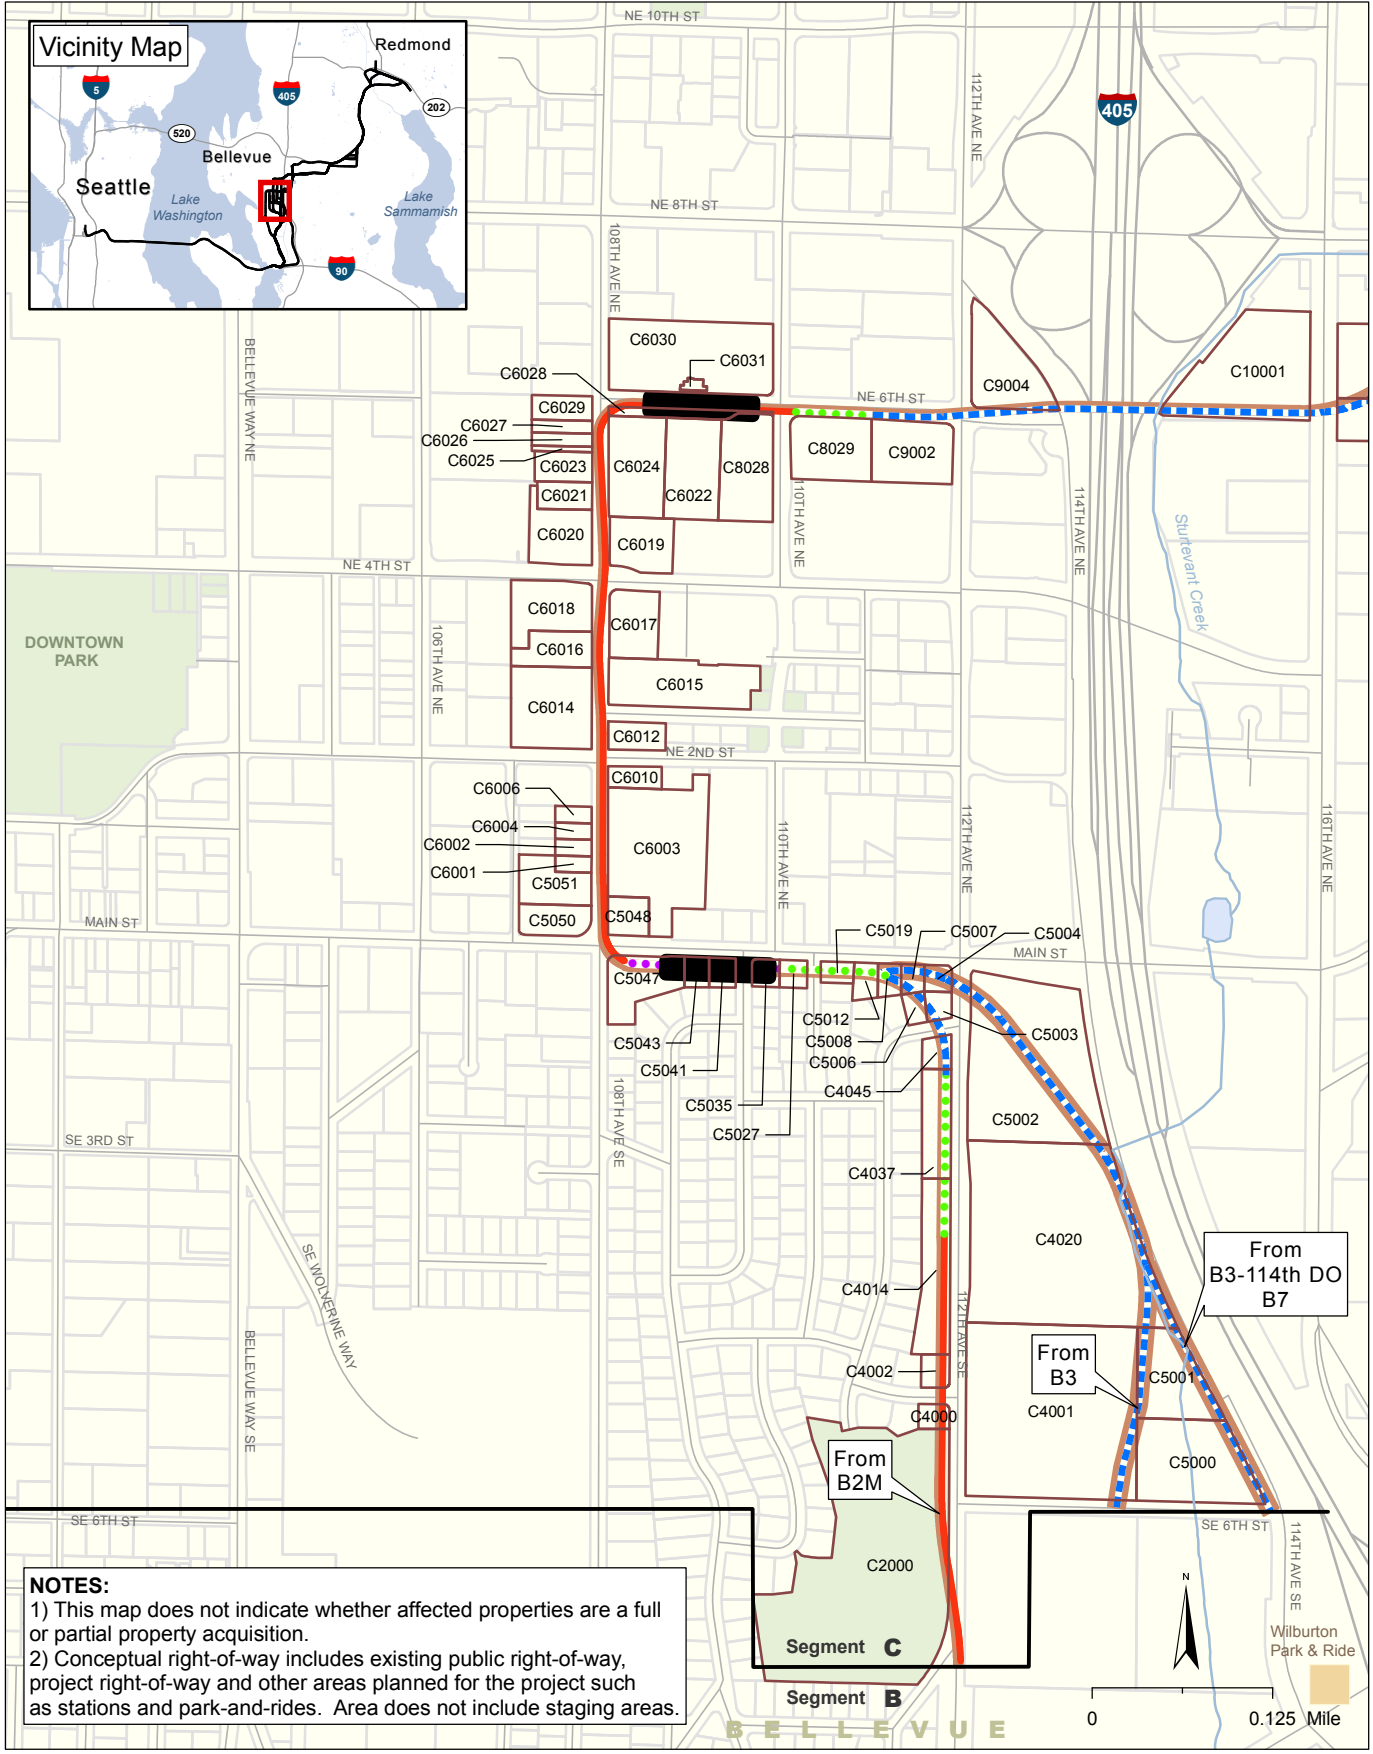 NE 10TH ST
Vicinity Map
Redmond
5
405
202
520
Bellevue
Seattle
Lake
Washington
Lake
Sammamish
90
112TH AVE NE
405
NE 8TH ST
108TH AVE NE
BELLEVUE WAY NE
C6030
C6031
C6028
C9004
C10001
NE 6TH ST
C6029
C6027
C6026
C6025
C6023
C6024
C6022
C8028
C8029
C9002
C6021
C6020
C6019
110TH AVE NE
114TH AVE NE
Sturtevant Creek
NE 4TH ST
C6018
C6017
C6016
DOWNTOWN
PARK
106TH AVE NE
C6015
C6014
C6012
NE 2ND ST
C6010
C6006
C6004
C6002
C6001
C6003
C5051
C5050
C5048
110TH AVE NE
112TH AVE NE
116TH AVE NE
MAIN ST
C5019
C5007
C5004
MAIN ST
C5047
C5012
C5003
C5043
C5008
C5041
C5006
C4045
C5035
C5002
C5027
108TH AVE SE
SE 3RD ST
C4037
C4020
From
B3-114th DO
B7
SE WOLVERINE WAY
C4014
112TH AVE SE
BELLEVUE WAY SE
C4002
From
B3
C5001
C4000
C4001
From
B2M
C5000
SE 6TH ST
SE 6TH ST
114TH AVE SE
C2000
N
NOTES:
1) This map does not indicate whether affected properties are a full
or partial property acquisition.
2) Conceptual right-of-way includes existing public right-of-way,
project right-of-way and other areas planned for the project such
as stations and park-and-rides. Area does not include staging areas.
Segment C
Segment B
Wilburton
Park & Ride
0 0.125 Mile
BELLEVUE